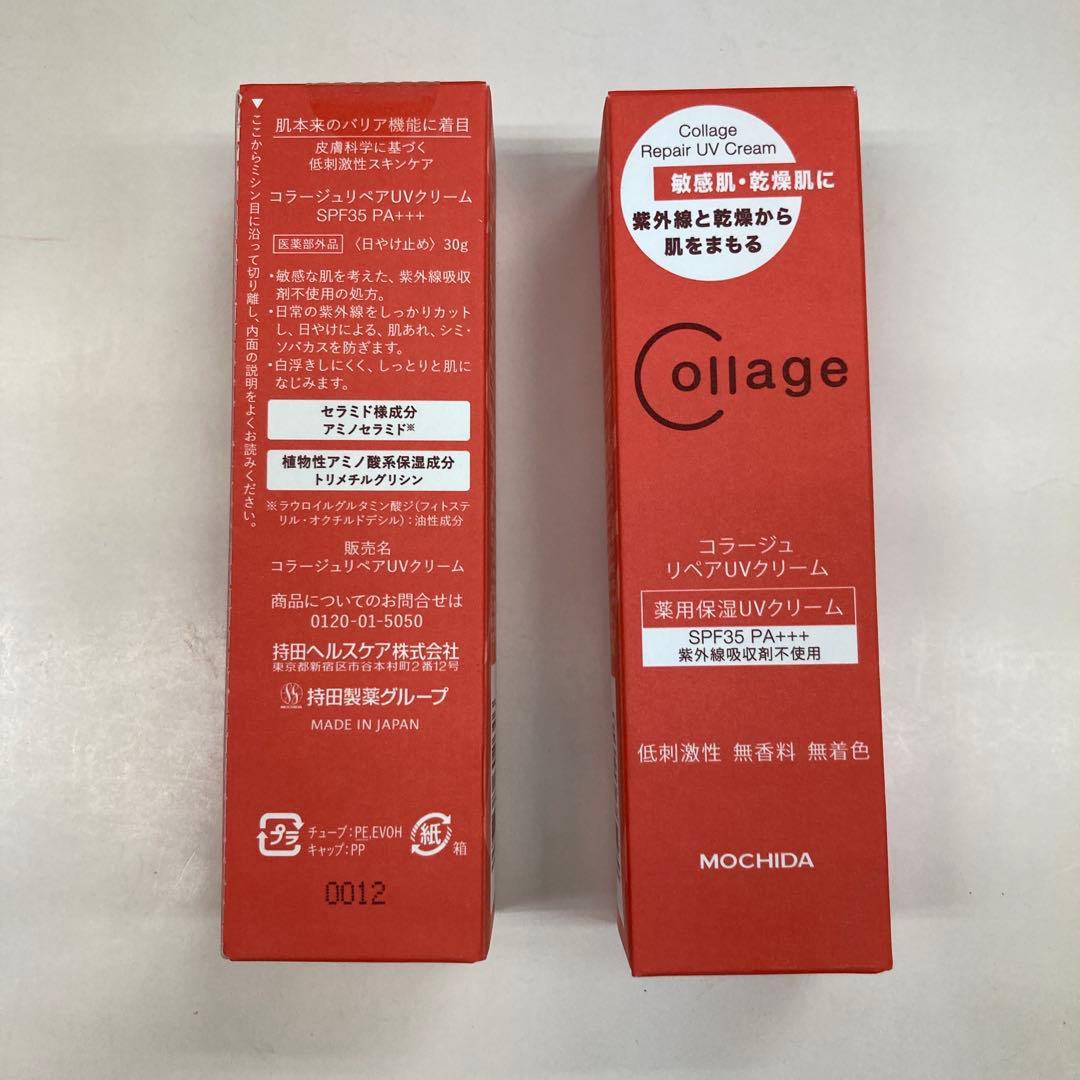 ▼ここからミシン目に沿って切り離し、内面の説明をよくお読みください。
肌本来のバリア機能に着目
皮膚科学に基づく
低刺激性スキンケア
コラージュリペアUVクリーム
SPF35 PA+++
医薬部外品 〈日やけ止め〉30g
・敏感な肌を考えた、紫外線吸収
剤不使用の処方。
・日常の紫外線をしっかりカット
し、日やけによる、肌あれ、シミ・
ソバカスを防ぎます。
・白浮きしにくく、しっとりと肌に
なじみます。
セラミド様成分
アミノセラミド※
植物性アミノ酸系保湿成分
トリメチルグリシン
※ラウロイルグルタミン酸ジ(フィトステ
リル・オクチルドデシル):油性成分
販売名
コラージュリペアUVクリーム
商品についてのお問合せは
0120-01-5050
持田ヘルスケア株式会社
東京都新宿区市谷本村町2番12号
MOCHIDA 持田製薬グループ
MADE IN JAPAN
プラ チューブ:PE,EVOH
キャップ:PP
紙 箱
0012
Collage
Repair UV Cream
敏感肌・乾燥肌に
紫外線と乾燥から
肌をまもる
Collage
コラージュ
リペアUVクリーム
薬用保湿UVクリーム
SPF35 PA+++
紫外線吸収剤不使用
低刺激性 無香料 無着色
MOCHIDA